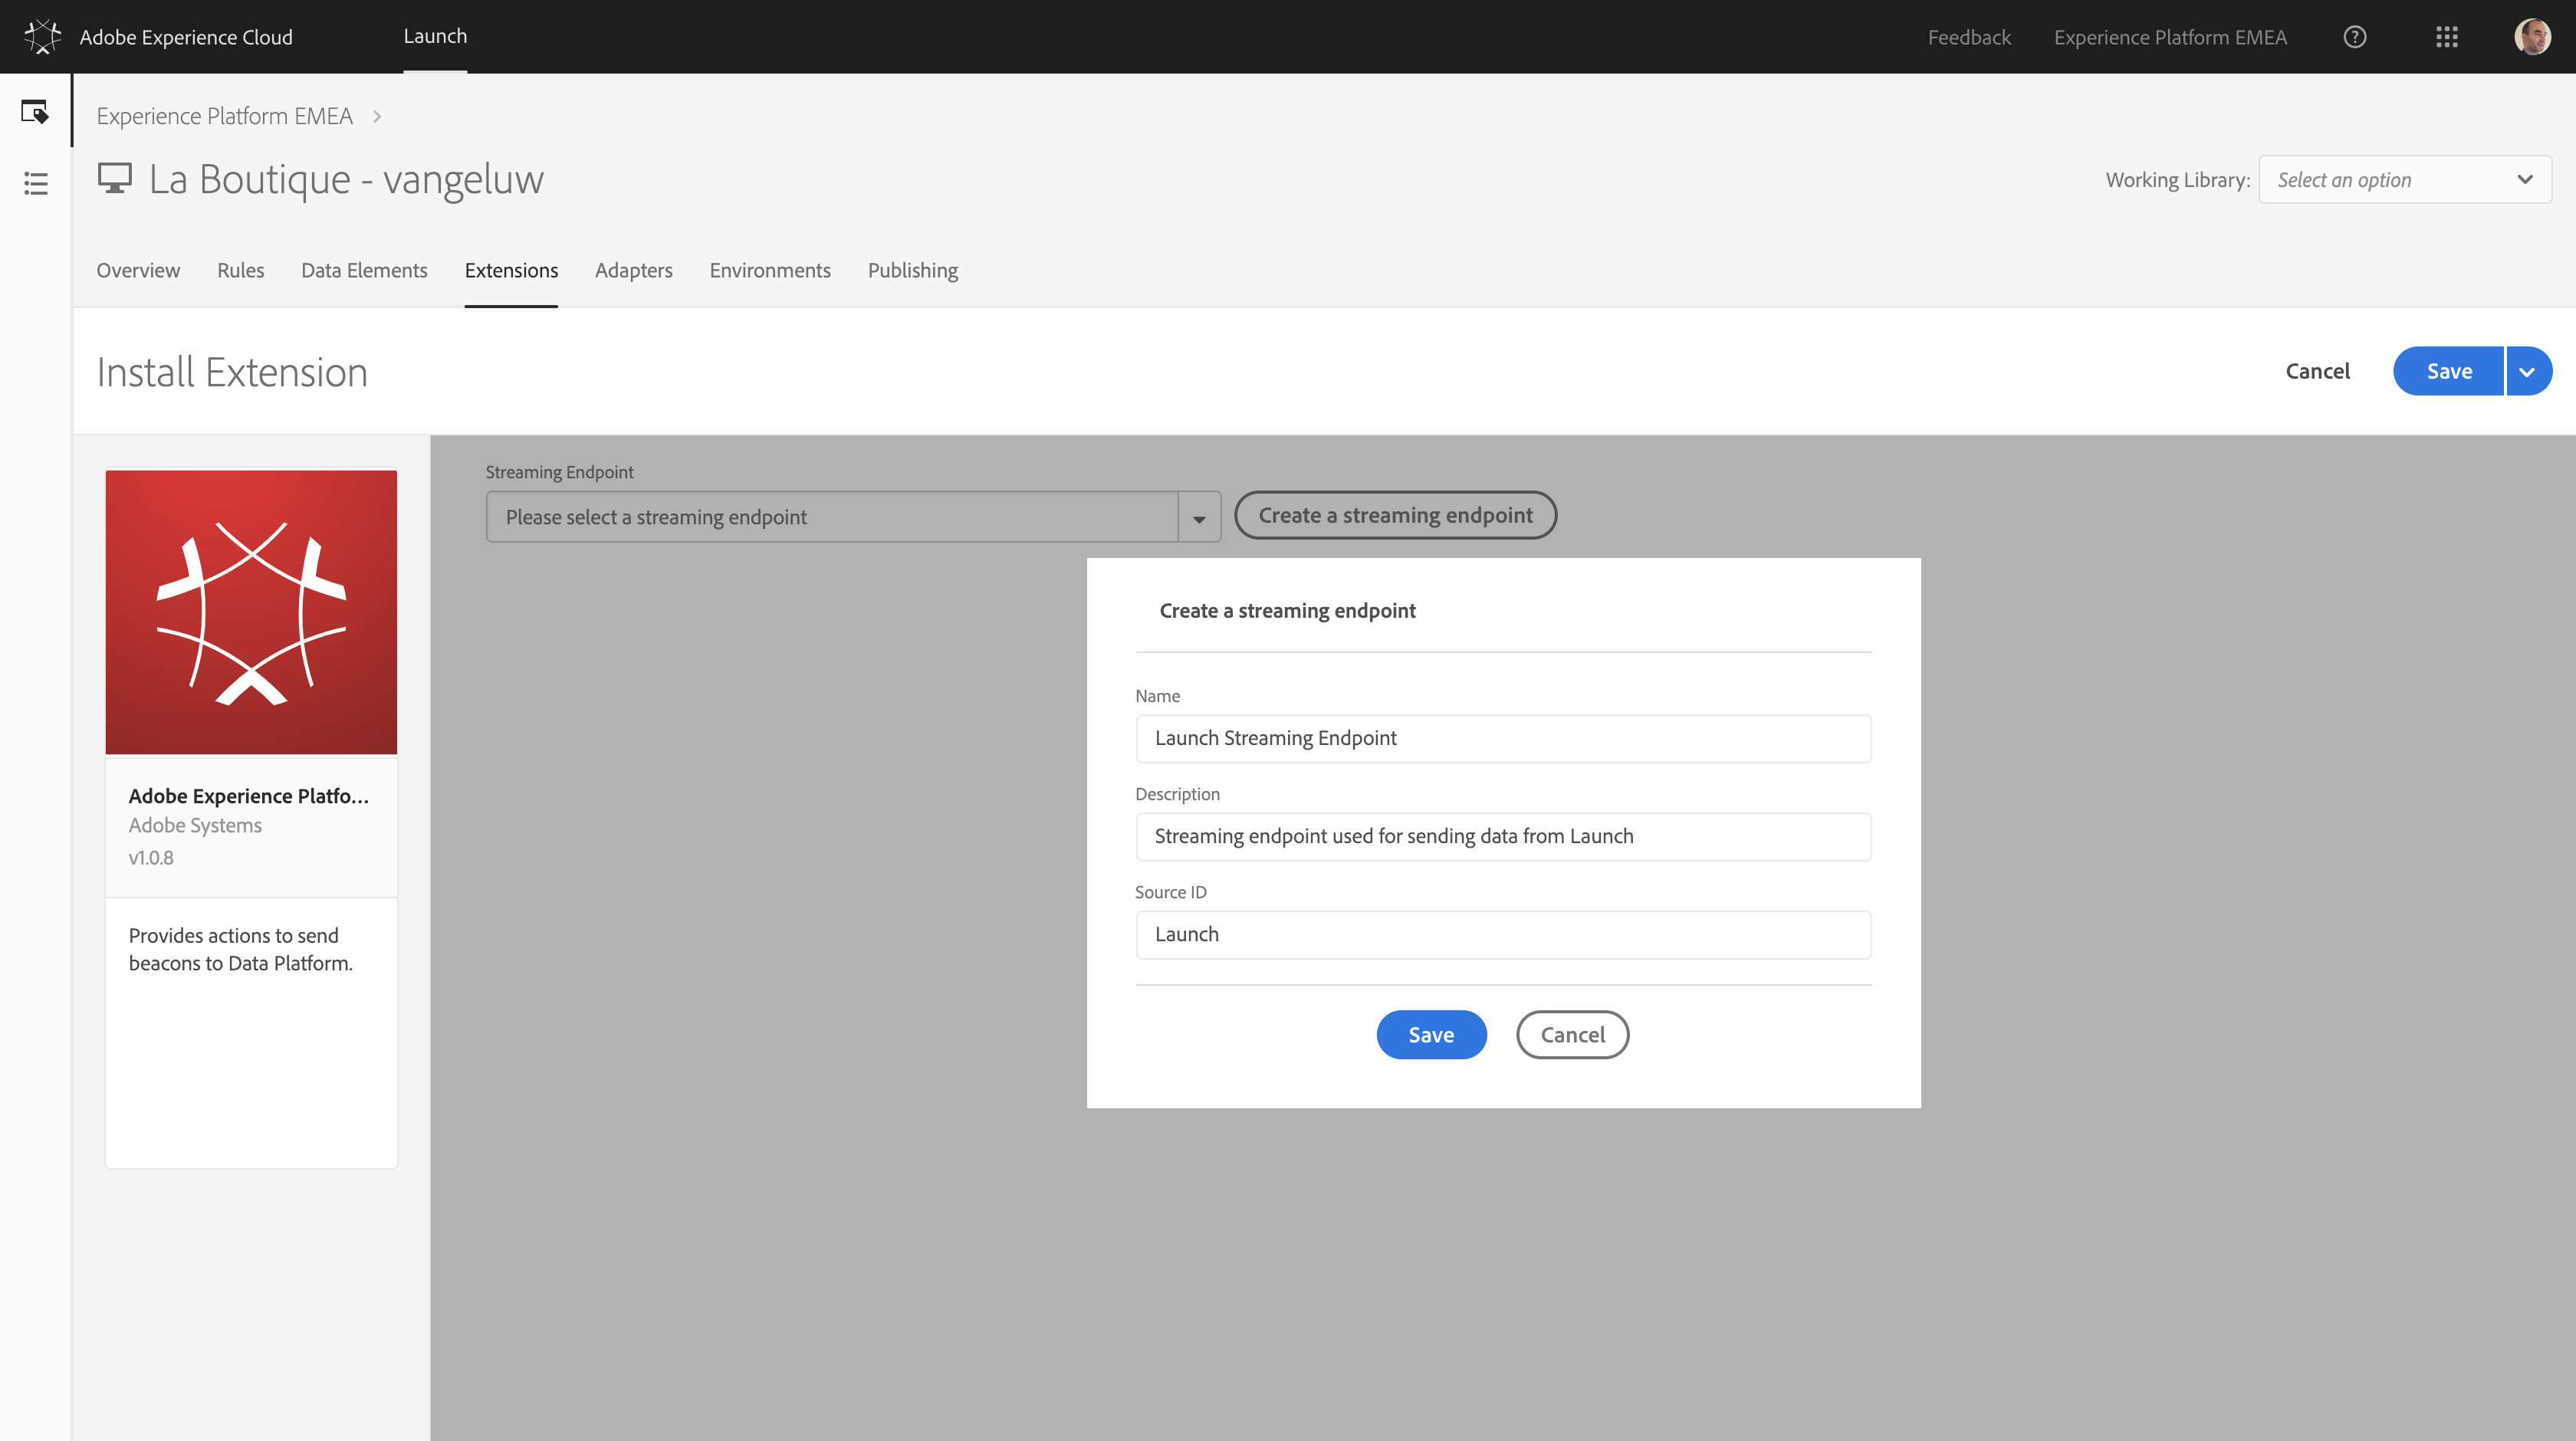 Adobe Experience Cloud
Launch
Feedback
Experience Platform EMEA
Experience Platform EMEA
La Boutique - vangeluw
Working Library:
Select an option
Overview
Rules
Data Elements
Extensions
Adapters
Environments
Publishing
Install Extension
Cancel
Save
Streaming Endpoint
Please select a streaming endpoint
Create a streaming endpoint
Adobe Experience Platfo...
Adobe Systems
v1.0.8
Provides actions to send
beacons to Data Platform.
Create a streaming endpoint
Name
Launch Streaming Endpoint
Description
Streaming endpoint used for sending data from Launch
Source ID
Launch
Save
Cancel